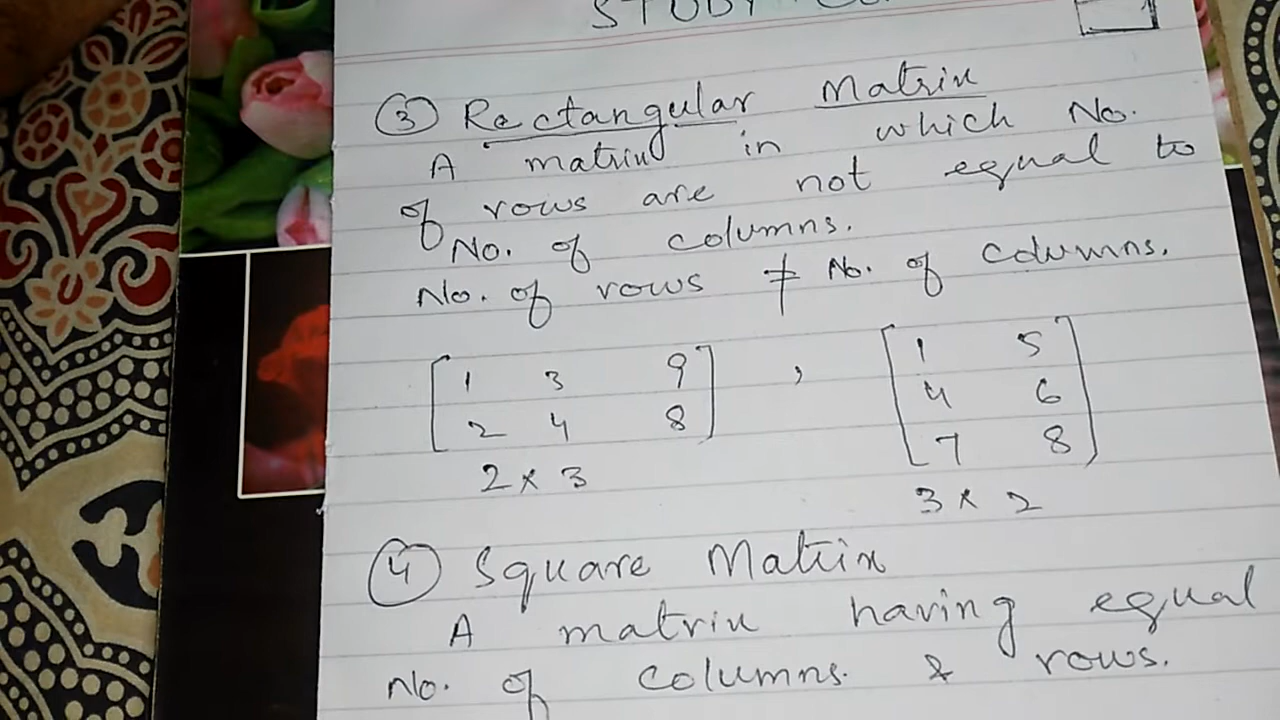 STUDY
③ Rectangular Matrix
A matrix in which No.
of rows are not equal to
No. of columns.
No. of rows ≠ No. of columns.
[1 3 9 , [1 5
2 4 8] 4 6
2 × 3 7 8]
3 × 2
④ Square Matrix
A matrix having equal
No. of columns. & rows.